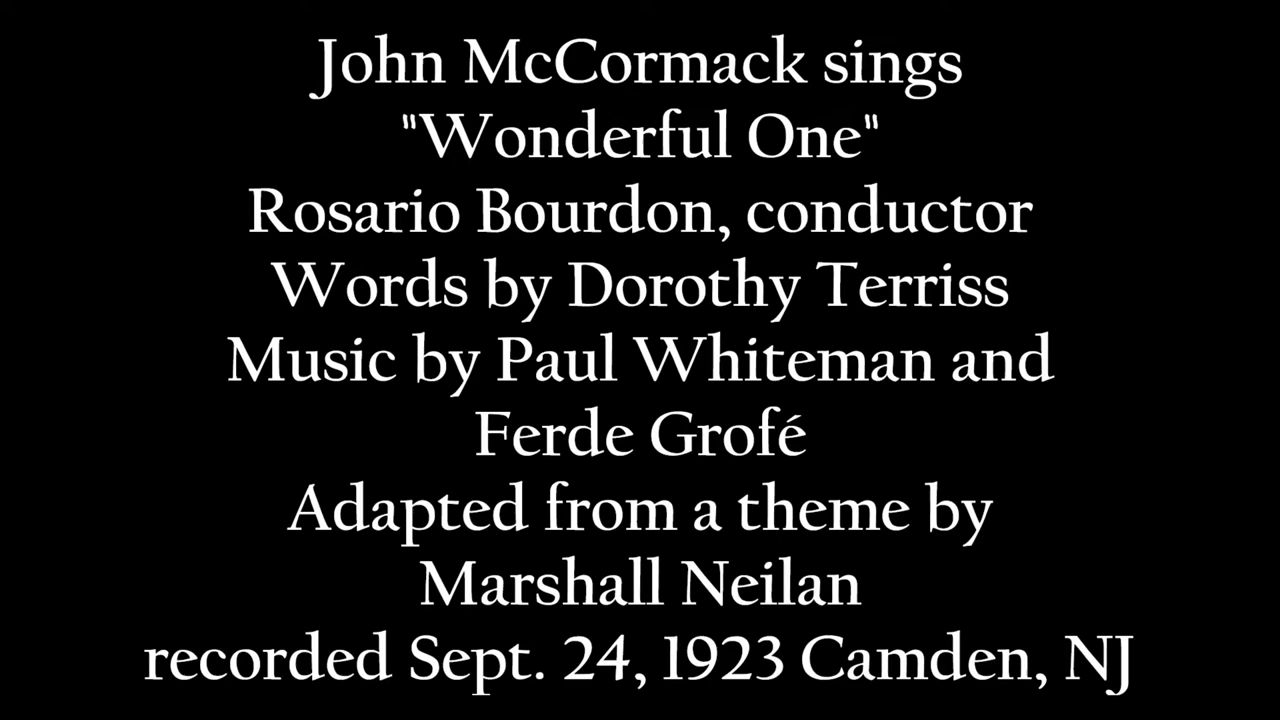 John McCormack sings
"Wonderful One"
Rosario Bourdon, conductor
Words by Dorothy Terriss
Music by Paul Whiteman and
Ferde Grofé
Adapted from a theme by
Marshall Neilan
recorded Sept. 24, 1923 Camden, NJ